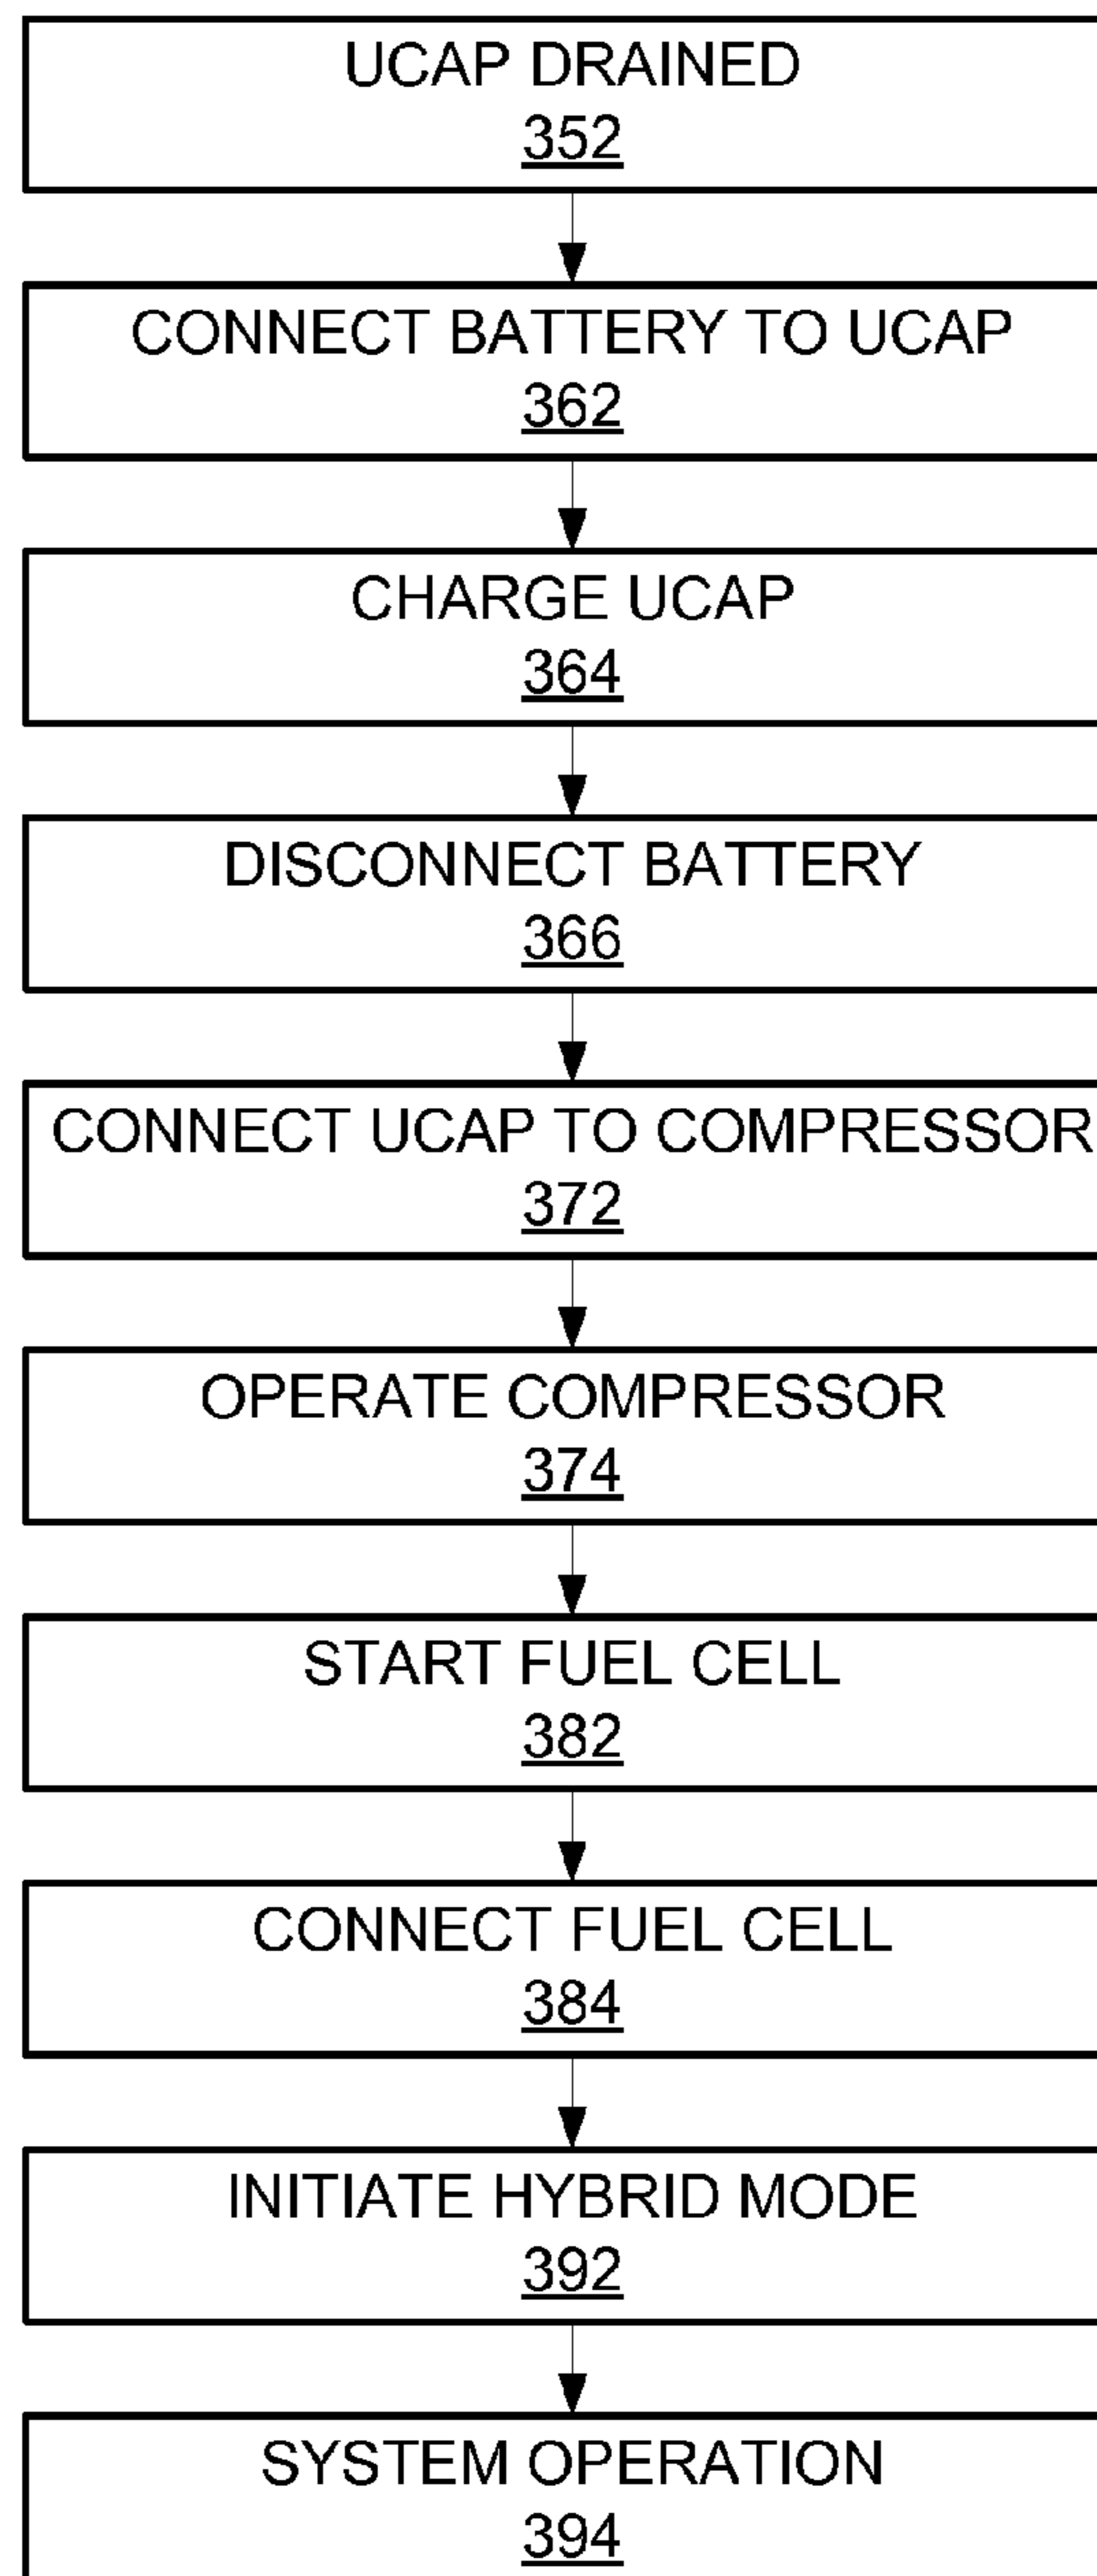 UCAP DRAINED
352
CONNECT BATTERY TO UCAP
362
CHARGE UCAP
364
DISCONNECT BATTERY
366
CONNECT UCAP TO COMPRESSOR
372
OPERATE COMPRESSOR
374
START FUEL CELL
382
CONNECT FUEL CELL
384
INITIATE HYBRID MODE
392
SYSTEM OPERATION
394